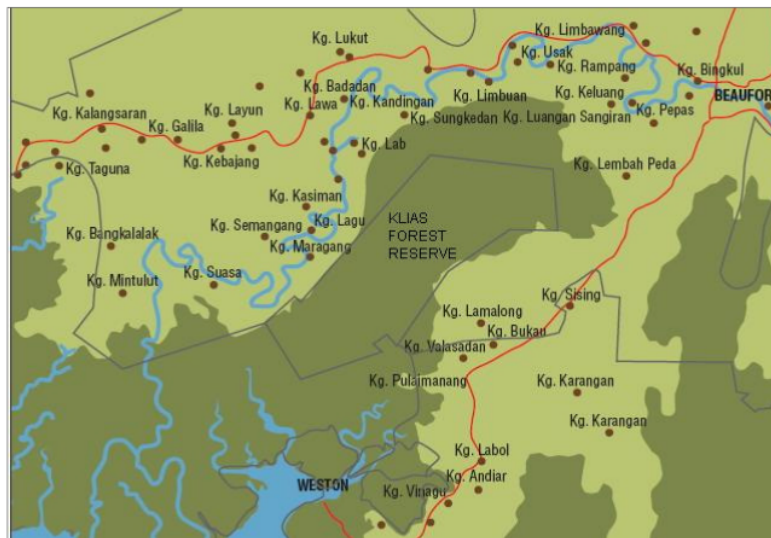 Kg. Limbawang
Kg. Lukut
Kg. Usak
Kg. Rampang
Kg. Bingkul
Kg. Badadan
Kg. Limbuan
Kg. Keluang
BEAUFOR
Kg. Kalangsaran
Kg. Layun
Kg. Lawa
Kg. Kandingan
Kg. Pepas
Kg. Sungkedan
Kg. Luangan Sangiran
Kg. Galila
Kg. Lab
Kg. Kebajang
Kg. Taguna
Kg. Lembah Peda
Kg. Kasiman
Kg. Semangang
Kg. Lagu
KLIAS
FOREST
RESERVE
Kg. Bangkalalak
Kg. Maragang
Kg. Mintulut
Kg. Suasa
Kg. Sising
Kg. Lamalong
Kg. Bukau
Kg. Valasadan
Kg. Pulaimanang
Kg. Karangan
Kg. Karangan
Kg. Labol
Kg. Andiar
WESTON